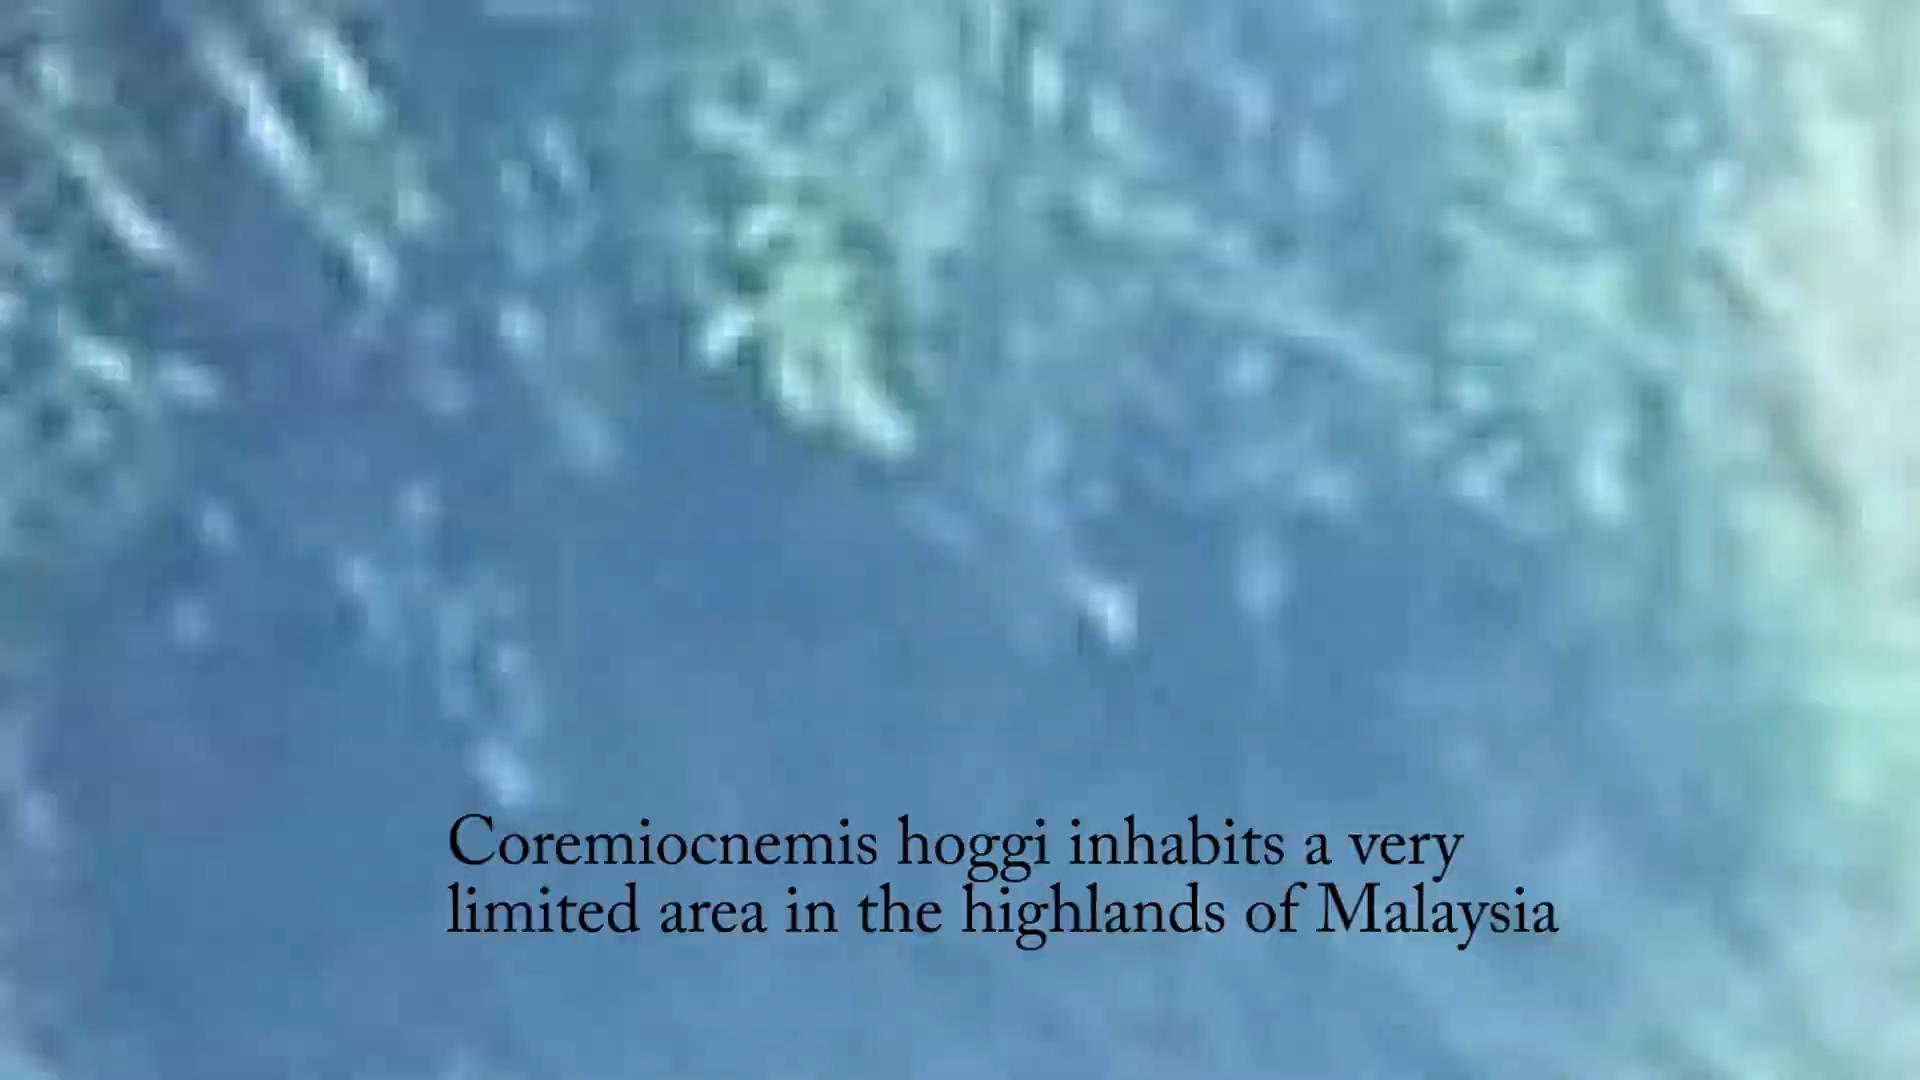 Coremiocnemis hoggi inhabits a very
limited area in the highlands of Malaysia